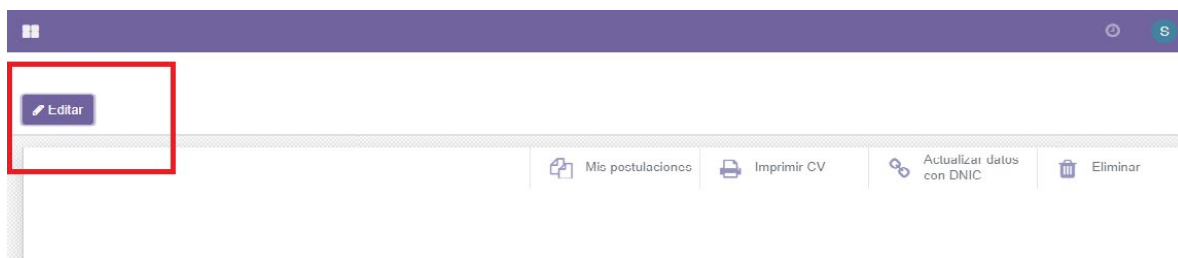 S
Editar
Mis postulaciones
Imprimir CV
Actualizar datos
con DNIC
Eliminar